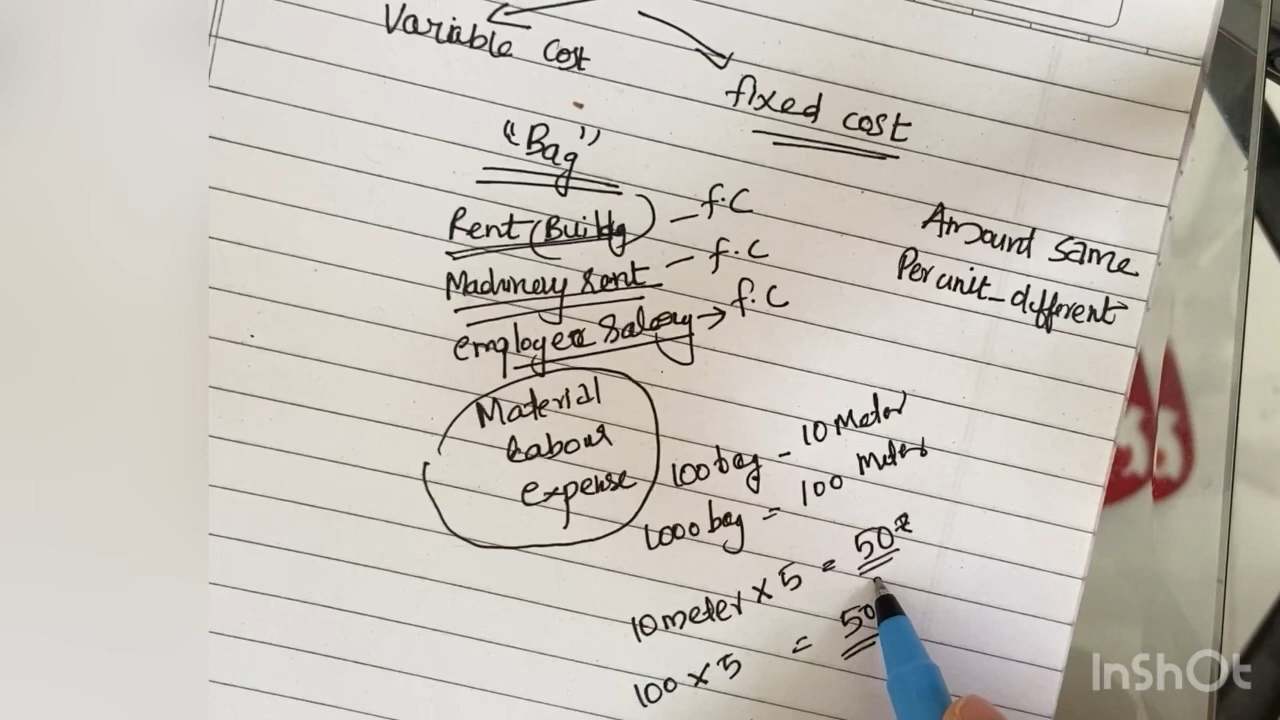 Variable Cost
fixed cost
"Bag"
Rent (Buildg) - f.C
Machinery Rent - f.C
employee Salary → f.C
Material
Labour
expense
Amount same
Per unit - different
100 bag - 10 Meter
1000 bag = 100 Meter
10 meter x 5 = 50
100 x 5 = 50
InShOt